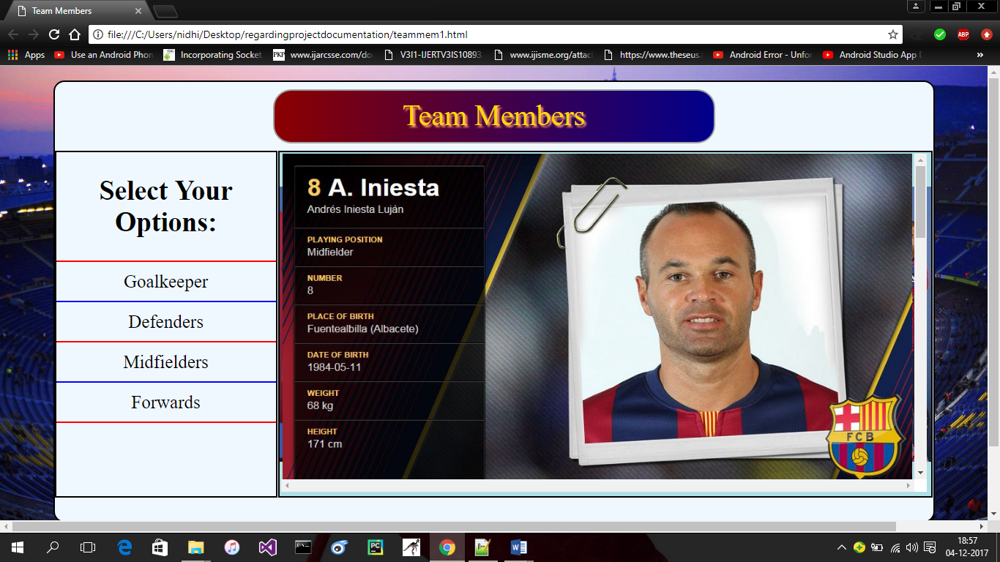 Team Members
file:///C:/Users/nidhi/Desktop/regardingprojectdocumentation/teammem1.html
ABP
Apps
Use an Android Phon
Incorporating Socket
PKP
www.ijarcsse.com/do
V3I1-IJERTV3IS10893
www.ijisme.org/attac
https://www.theseus.
Android Error - Unfor
Android Studio App D
Team Members
Select Your
Options:
Goalkeeper
Defenders
Midfielders
Forwards
8 A. Iniesta
Andrés Iniesta Luján
PLAYING POSITION
Midfielder
NUMBER
8
PLACE OF BIRTH
Fuentealbilla (Albacete)
DATE OF BIRTH
1984-05-11
WEIGHT
68 kg
HEIGHT
171 cm
FCB
PC
18:57
04-12-2017